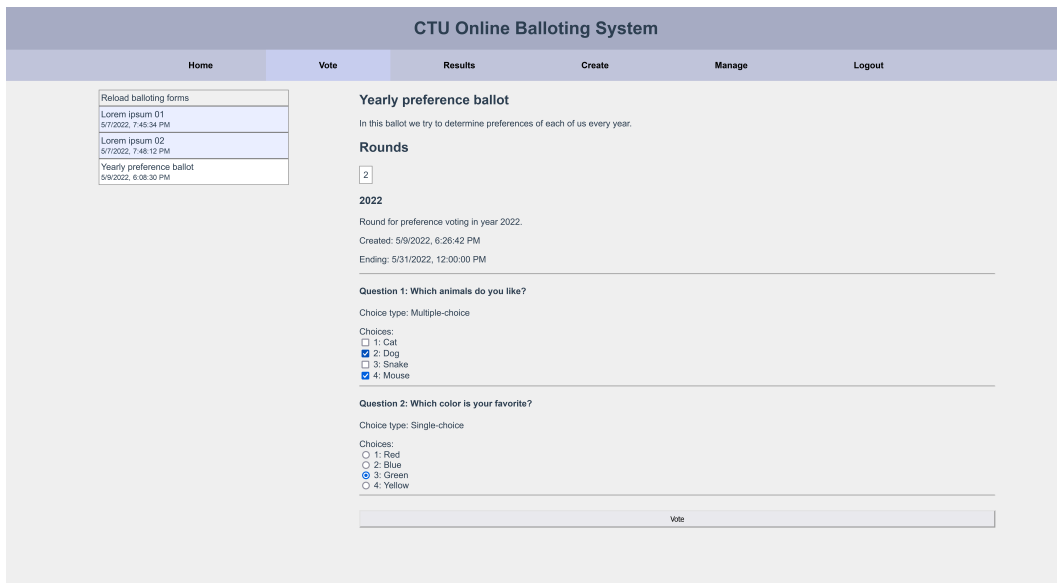 CTU Online Balloting System
Home Vote Results Create Manage Logout
Reload balloting forms
Lorem ipsum 01
5/7/2022, 7:45:34 PM
Lorem ipsum 02
5/7/2022, 7:48:12 PM
Yearly preference ballot
5/9/2022, 6:08:30 PM
Yearly preference ballot
In this ballot we try to determine preferences of each of us every year.
Rounds
2
2022
Round for preference voting in year 2022.
Created: 5/9/2022, 6:26:42 PM
Ending: 5/31/2022, 12:00:00 PM
Question 1: Which animals do you like?
Choice type: Multiple-choice
Choices:
1: Cat
2: Dog
3: Snake
4: Mouse
Question 2: Which color is your favorite?
Choice type: Single-choice
Choices:
1: Red
2: Blue
3: Green
4: Yellow
Vote